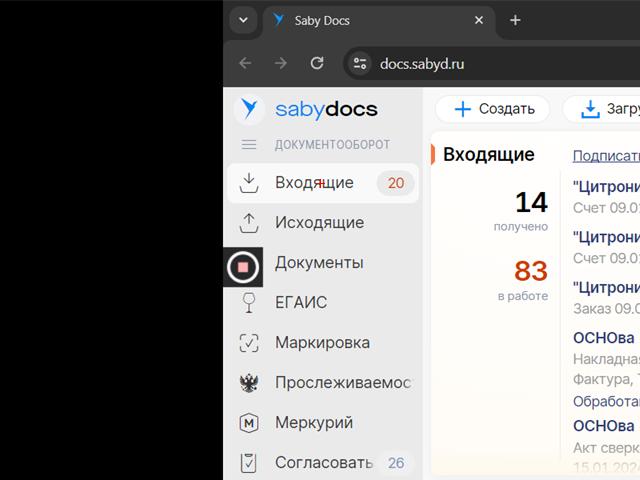 Saby Docs
docs.sabyd.ru
sabydocs
Создать
Загру
ДОКУМЕНТООБОРОТ
Входящие 20
Исходящие
Документы
ЕГАИС
Маркировка
Прослеживаемос
М Меркурий
Согласовать 26
Входящие
Подписать
14
получено
83
в работе
"Цитрони
Счет 09.0
"Цитрони
Счет 09.0
"Цитрони
Заказ 09.0
ОСНОва
Накладна
Фактура,
Обработа
ОСНОва
Акт сверк
15.01.2024